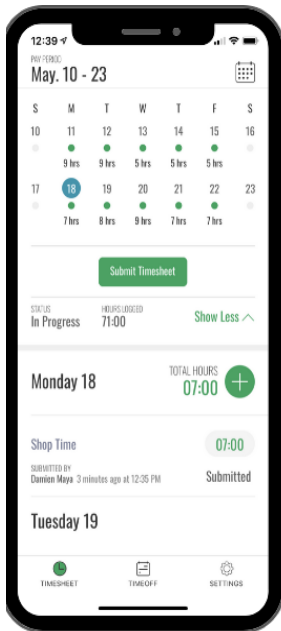 12:39
PAY PERIOD
May. 10 - 23
S M T W T F S
10 11 12 13 14 15 16
9 hrs 9 hrs 5 hrs 5 hrs 5 hrs
17 18 19 20 21 22 23
7 hrs 8 hrs 9 hrs 7 hrs 7 hrs
Submit Timesheet
STATUS HOURS LOGGED
In Progress 71:00 Show Less
TOTAL HOURS
Monday 18 07:00
Shop Time 07:00
SUBMITTED BY
Damien Maya 3 minutes ago at 12:35 PM Submitted
Tuesday 19
TIMESHEET TIMEOFF SETTINGS